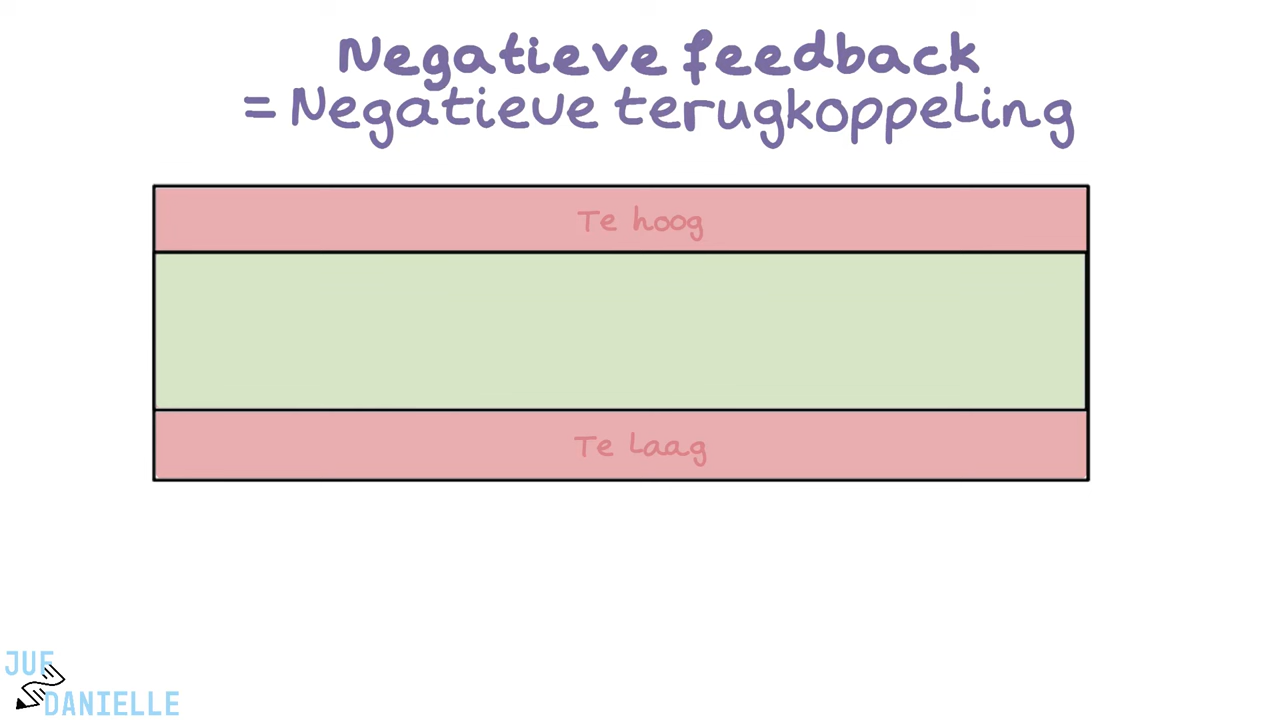 Negatieve feedback
= Negatieve terugkoppeling
Te hoog
Te laag
JUF
DANIELLE